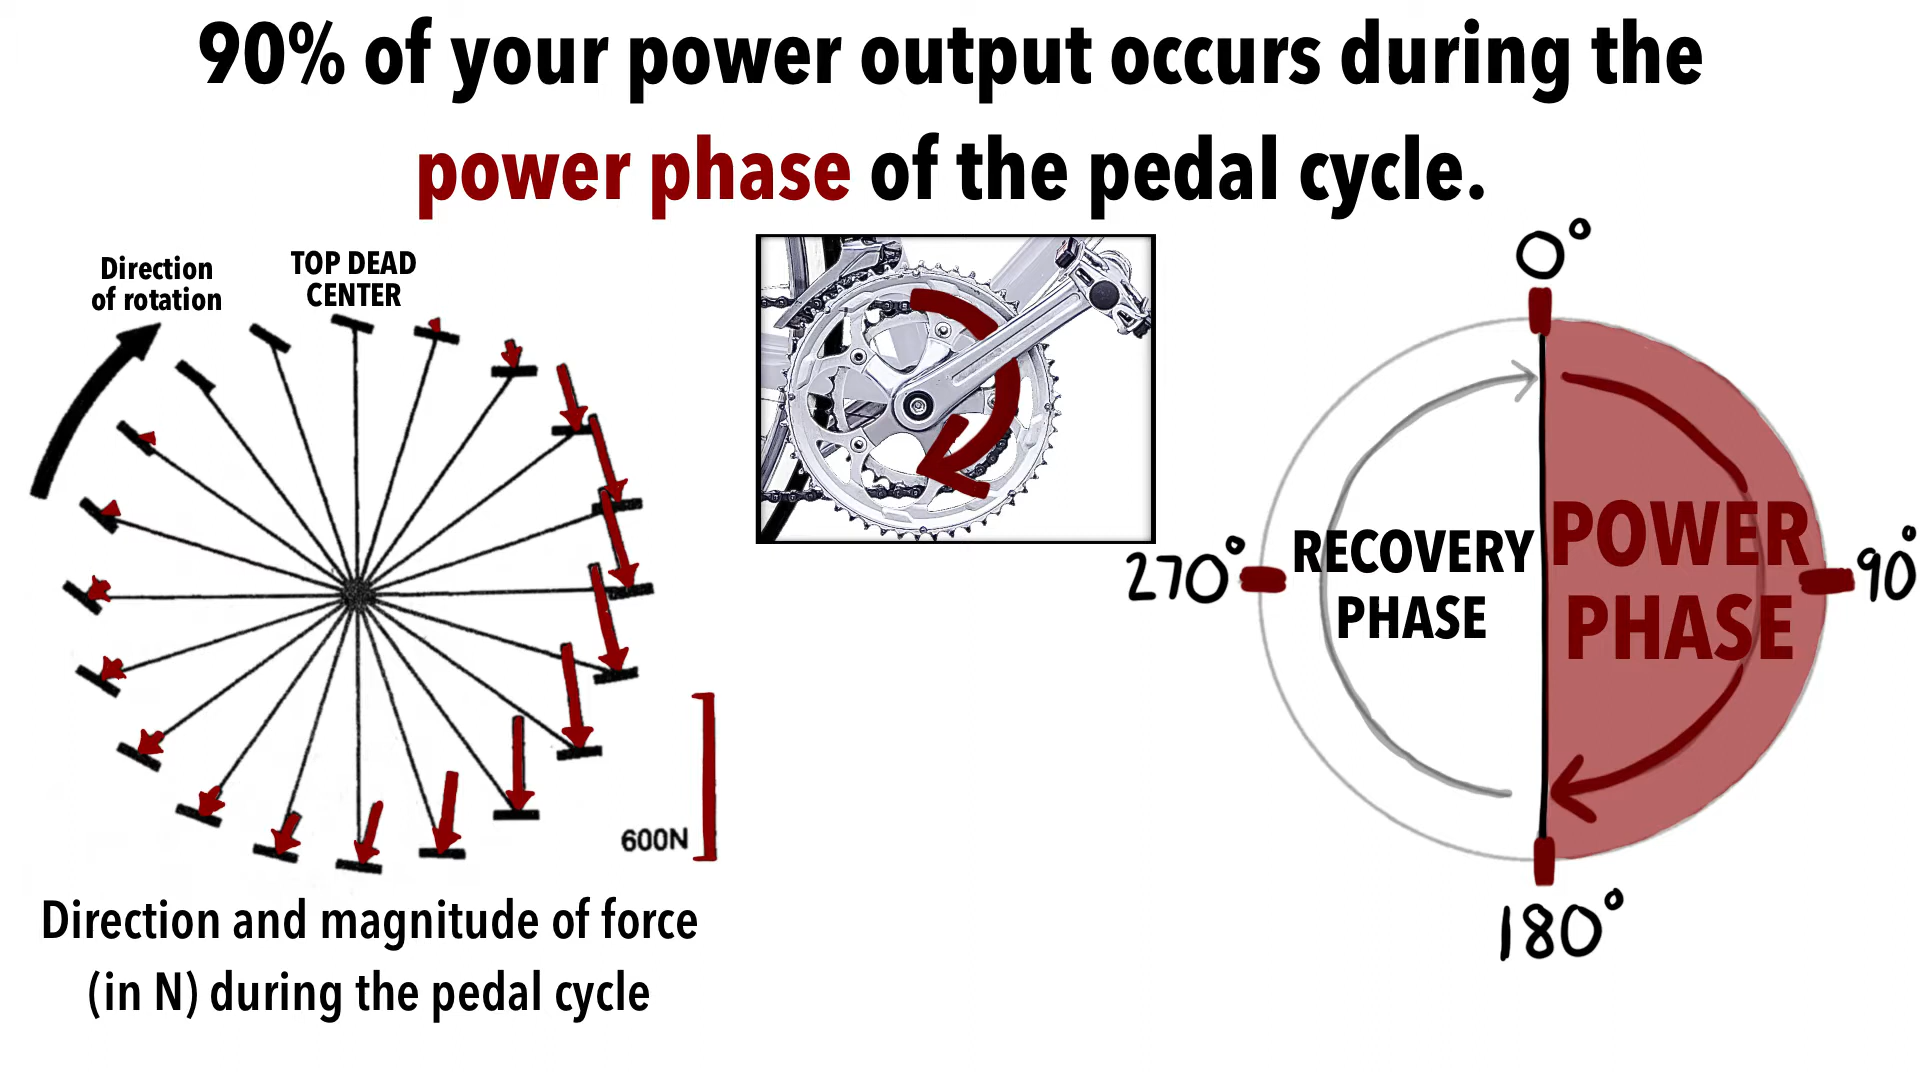 90% of your power output occurs during the
power phase of the pedal cycle.
Direction
of rotation
TOP DEAD
CENTER
600N
Direction and magnitude of force
(in N) during the pedal cycle
0°
RECOVERY
PHASE
POWER
PHASE
270°
90°
180°